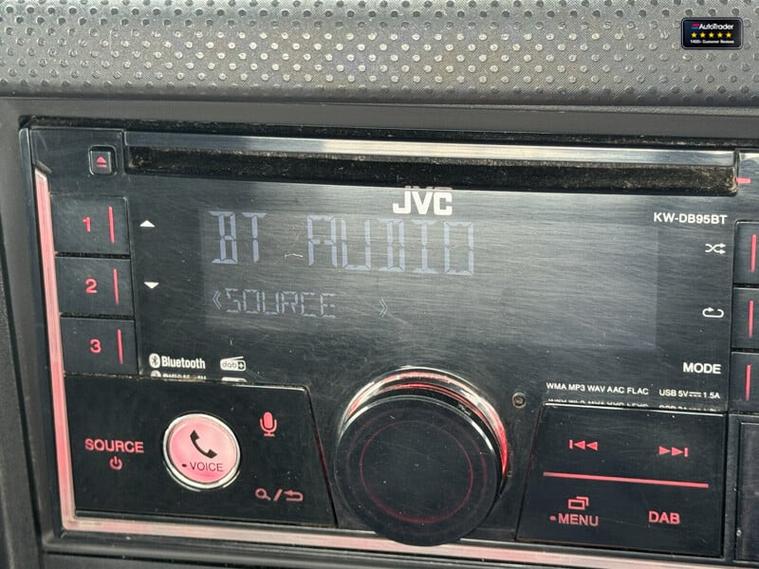 AutoTrader
JVC
KW-DB95BT
1
BT AUDIO
2
«SOURCE »
3
Bluetooth
dab+
MODE
WMA MP3 WAV AAC FLAC
USB 5V⎓1.5A
SOURCE
VOICE
MENU
DAB